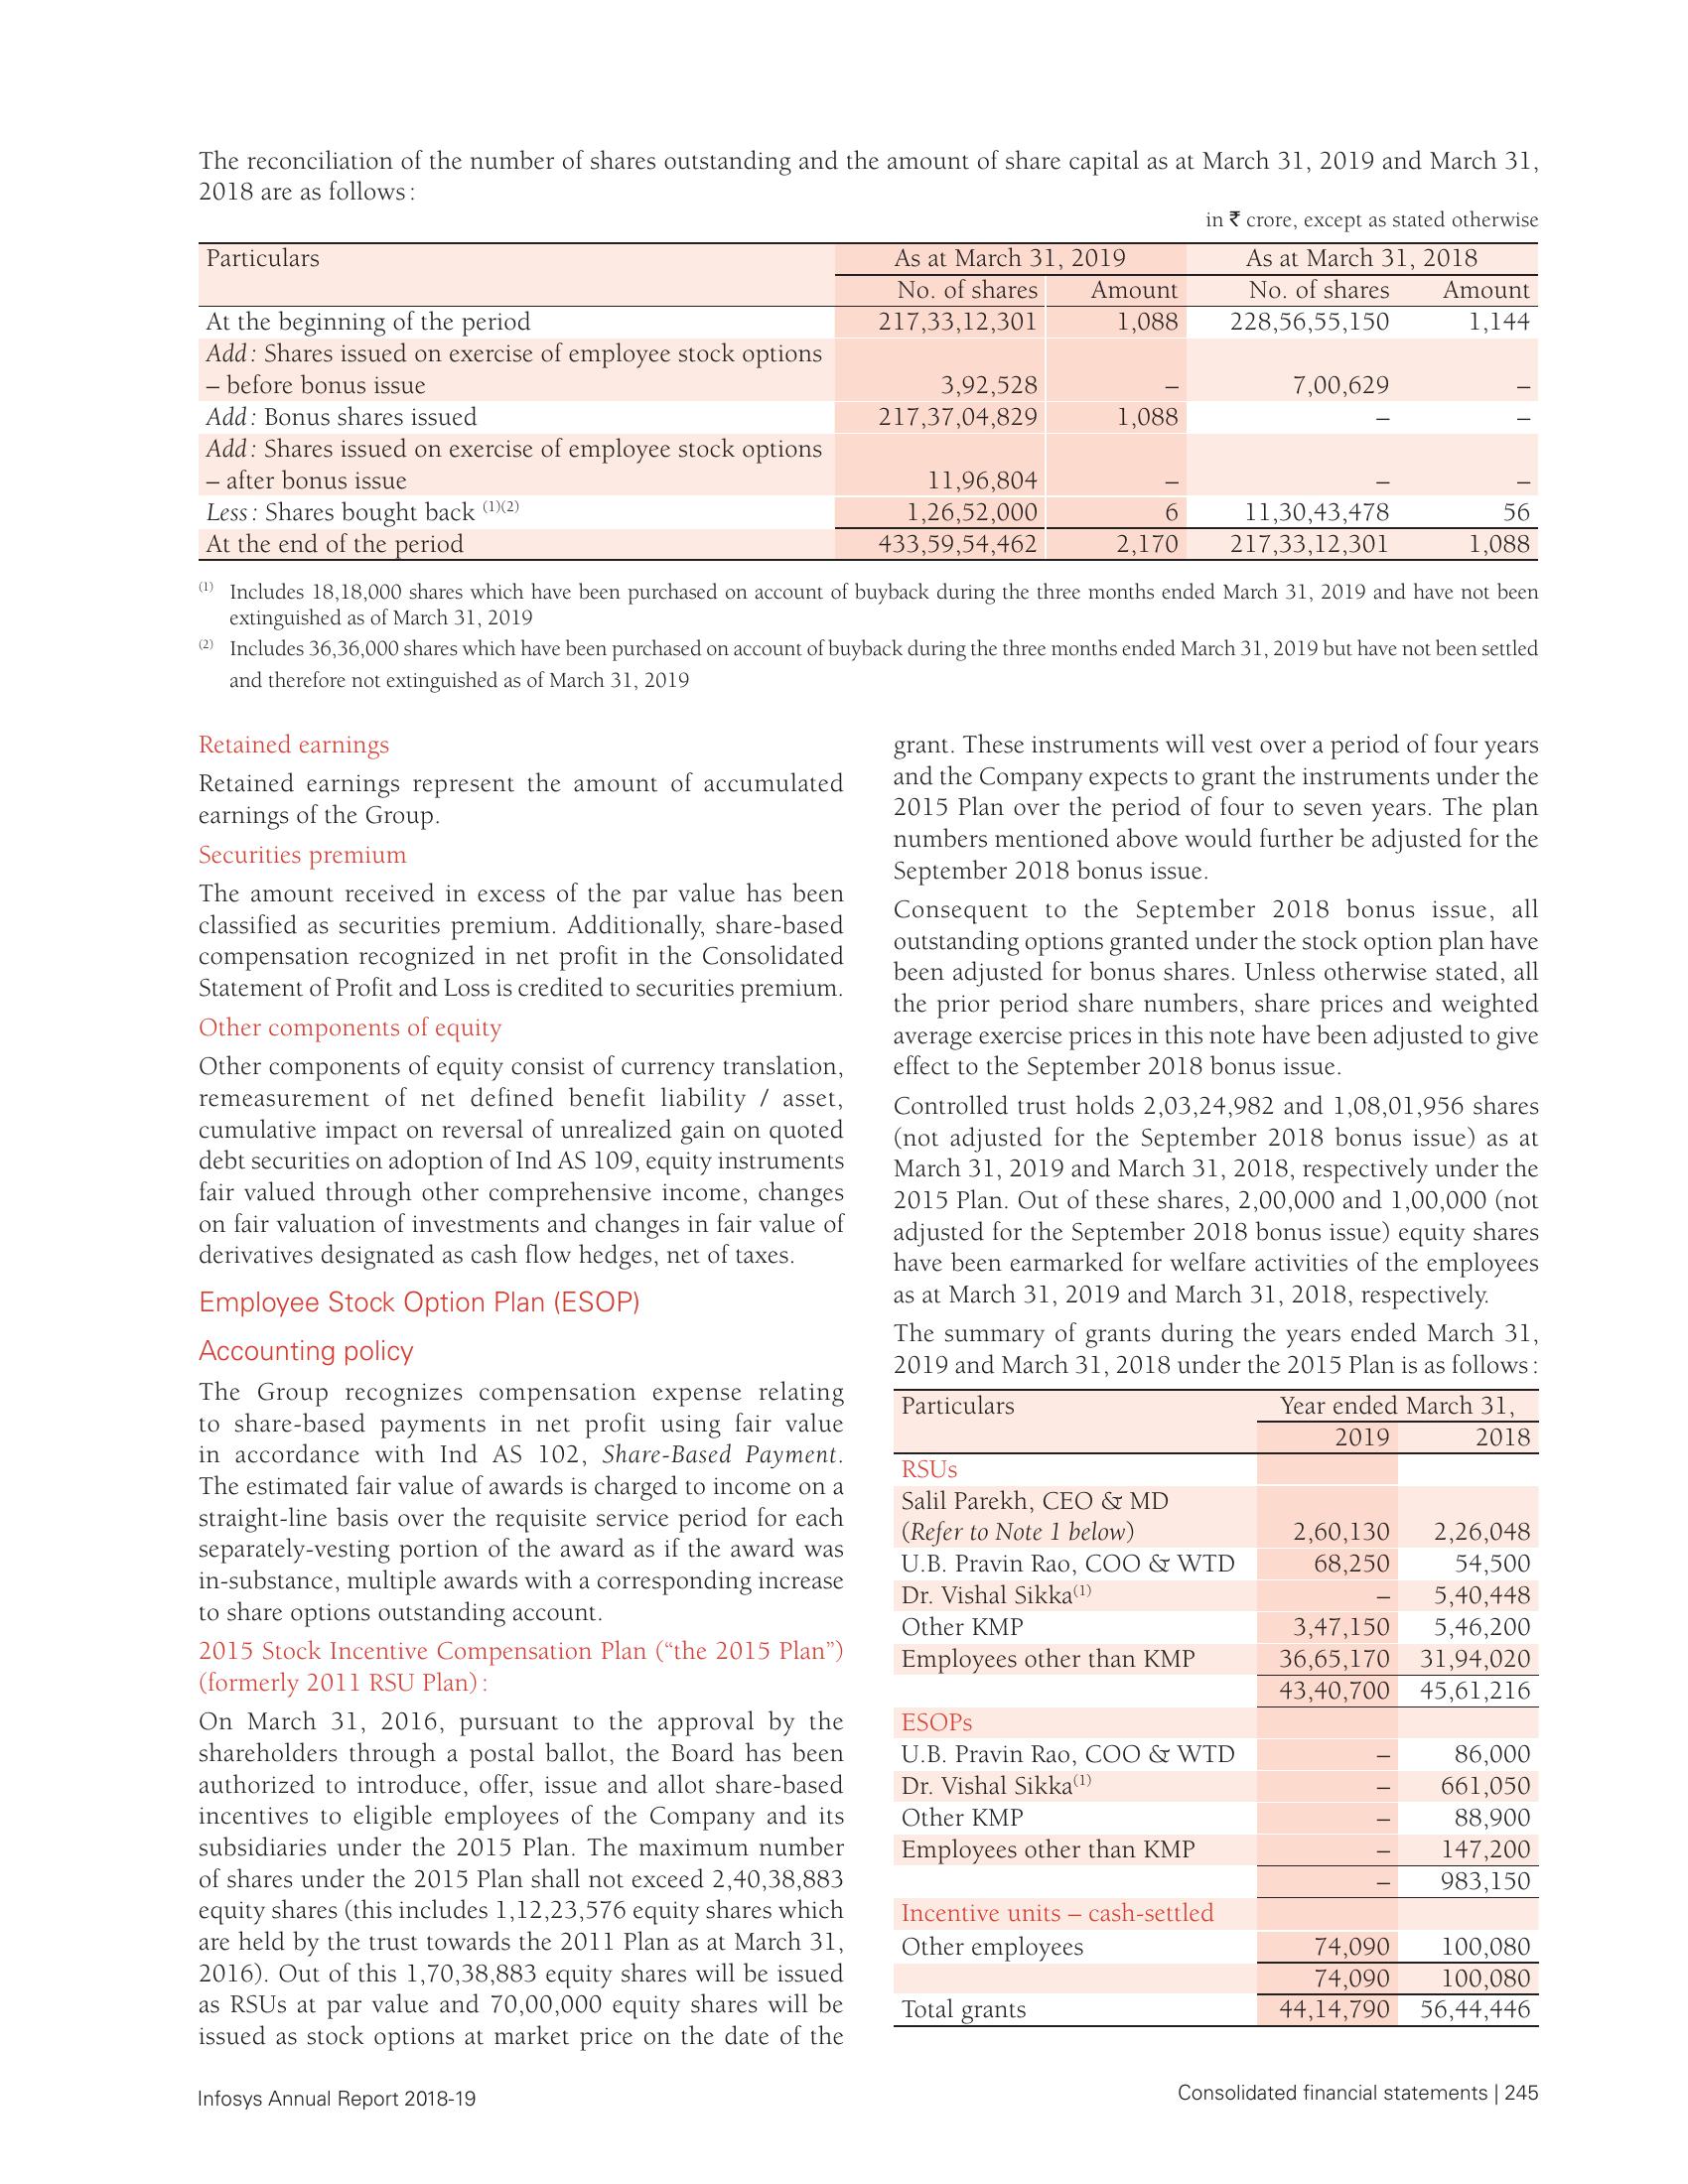 The reconciliation of the number of shares outstanding and the amount of share capital as at March 31, 2019 and March 31,
2018 are as follows:
in ₹ crore, except as stated otherwise
Particulars As at March 31, 2019 As at March 31, 2018
No. of shares Amount No. of shares Amount
At the beginning of the period 217,33,12,301 1,088 228,56,55,150 1,144
Add: Shares issued on exercise of employee stock options
– before bonus issue 3,92,528 – 7,00,629 –
Add: Bonus shares issued 217,37,04,829 1,088 – –
Add: Shares issued on exercise of employee stock options
– after bonus issue 11,96,804 – – –
Less: Shares bought back (1)(2) 1,26,52,000 6 11,30,43,478 56
At the end of the period 433,59,54,462 2,170 217,33,12,301 1,088
(1) Includes 18,18,000 shares which have been purchased on account of buyback during the three months ended March 31, 2019 and have not been
extinguished as of March 31, 2019
(2) Includes 36,36,000 shares which have been purchased on account of buyback during the three months ended March 31, 2019 but have not been settled
and therefore not extinguished as of March 31, 2019
Retained earnings
Retained earnings represent the amount of accumulated
earnings of the Group.
Securities premium
The amount received in excess of the par value has been
classified as securities premium. Additionally, share-based
compensation recognized in net profit in the Consolidated
Statement of Profit and Loss is credited to securities premium.
Other components of equity
Other components of equity consist of currency translation,
remeasurement of net defined benefit liability / asset,
cumulative impact on reversal of unrealized gain on quoted
debt securities on adoption of Ind AS 109, equity instruments
fair valued through other comprehensive income, changes
on fair valuation of investments and changes in fair value of
derivatives designated as cash flow hedges, net of taxes.
Employee Stock Option Plan (ESOP)
Accounting policy
The Group recognizes compensation expense relating
to share-based payments in net profit using fair value
in accordance with Ind AS 102, Share-Based Payment.
The estimated fair value of awards is charged to income on a
straight-line basis over the requisite service period for each
separately-vesting portion of the award as if the award was
in-substance, multiple awards with a corresponding increase
to share options outstanding account.
2015 Stock Incentive Compensation Plan (“the 2015 Plan”)
(formerly 2011 RSU Plan):
On March 31, 2016, pursuant to the approval by the
shareholders through a postal ballot, the Board has been
authorized to introduce, offer, issue and allot share-based
incentives to eligible employees of the Company and its
subsidiaries under the 2015 Plan. The maximum number
of shares under the 2015 Plan shall not exceed 2,40,38,883
equity shares (this includes 1,12,23,576 equity shares which
are held by the trust towards the 2011 Plan as at March 31,
2016). Out of this 1,70,38,883 equity shares will be issued
as RSUs at par value and 70,00,000 equity shares will be
issued as stock options at market price on the date of the
grant. These instruments will vest over a period of four years
and the Company expects to grant the instruments under the
2015 Plan over the period of four to seven years. The plan
numbers mentioned above would further be adjusted for the
September 2018 bonus issue.
Consequent to the September 2018 bonus issue, all
outstanding options granted under the stock option plan have
been adjusted for bonus shares. Unless otherwise stated, all
the prior period share numbers, share prices and weighted
average exercise prices in this note have been adjusted to give
effect to the September 2018 bonus issue.
Controlled trust holds 2,03,24,982 and 1,08,01,956 shares
(not adjusted for the September 2018 bonus issue) as at
March 31, 2019 and March 31, 2018, respectively under the
2015 Plan. Out of these shares, 2,00,000 and 1,00,000 (not
adjusted for the September 2018 bonus issue) equity shares
have been earmarked for welfare activities of the employees
as at March 31, 2019 and March 31, 2018, respectively.
The summary of grants during the years ended March 31,
2019 and March 31, 2018 under the 2015 Plan is as follows:
Particulars Year ended March 31,
2019 2018
RSUs
Salil Parekh, CEO & MD
(Refer to Note 1 below) 2,60,130 2,26,048
U.B. Pravin Rao, COO & WTD 68,250 54,500
Dr. Vishal Sikka(1) – 5,40,448
Other KMP 3,47,150 5,46,200
Employees other than KMP 36,65,170 31,94,020
43,40,700 45,61,216
ESOPs
U.B. Pravin Rao, COO & WTD – 86,000
Dr. Vishal Sikka(1) – 661,050
Other KMP – 88,900
Employees other than KMP – 147,200
– 983,150
Incentive units – cash-settled
Other employees 74,090 100,080
74,090 100,080
Total grants 44,14,790 56,44,446
Infosys Annual Report 2018-19
Consolidated financial statements | 245